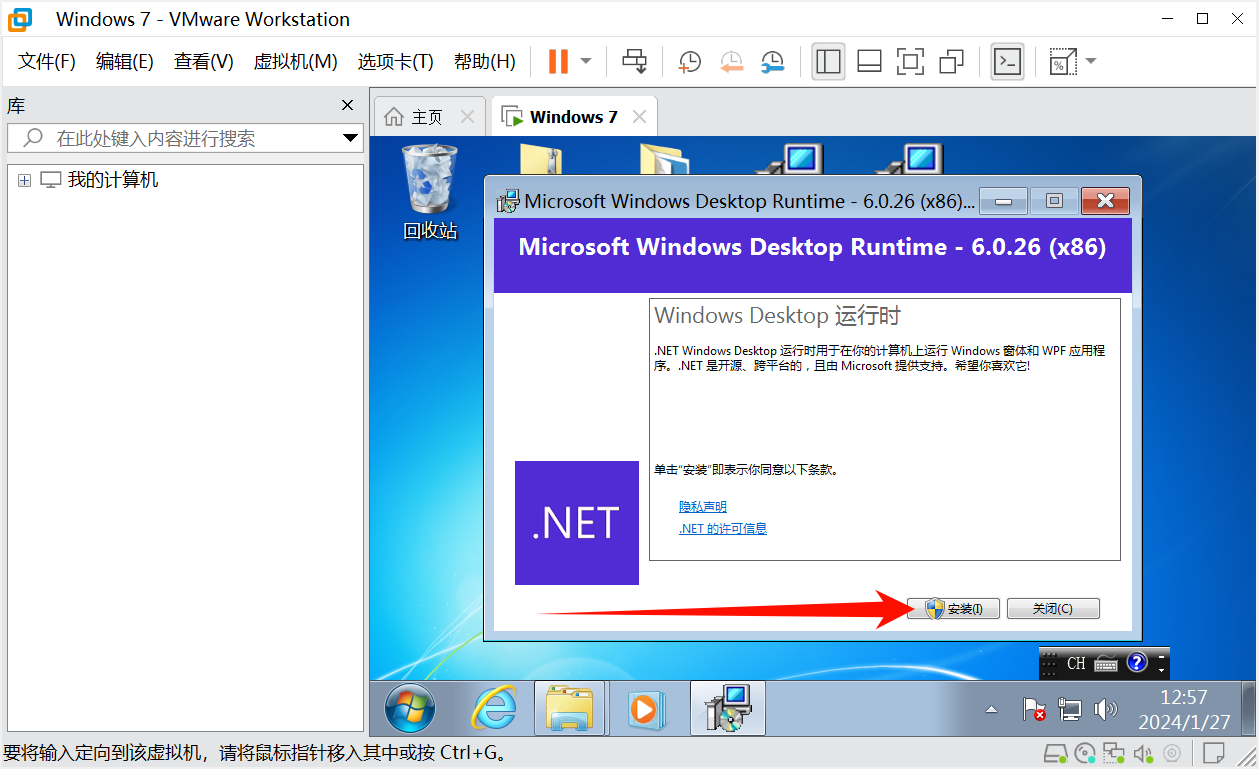 Windows 7 - VMware Workstation
文件(F) 编辑(E) 查看(V) 虚拟机(M) 选项卡(T) 帮助(H)
库
在此处键入内容进行搜索
我的计算机
主页
Windows 7
回收站
Microsoft Windows Desktop Runtime - 6.0.26 (x86)...
Microsoft Windows Desktop Runtime - 6.0.26 (x86)
Windows Desktop 运行时
.NET Windows Desktop 运行时用于在你的计算机上运行 Windows 窗体和 WPF 应用程
序。.NET 是开源、跨平台的，且由 Microsoft 提供支持。希望你喜欢它!
单击“安装”即表示你同意以下条款。
隐私声明
.NET 的许可信息
.NET
安装(I) 关闭(C)
CH
12:57
2024/1/27
要将输入定向到该虚拟机，请将鼠标指针移入其中或按 Ctrl+G。